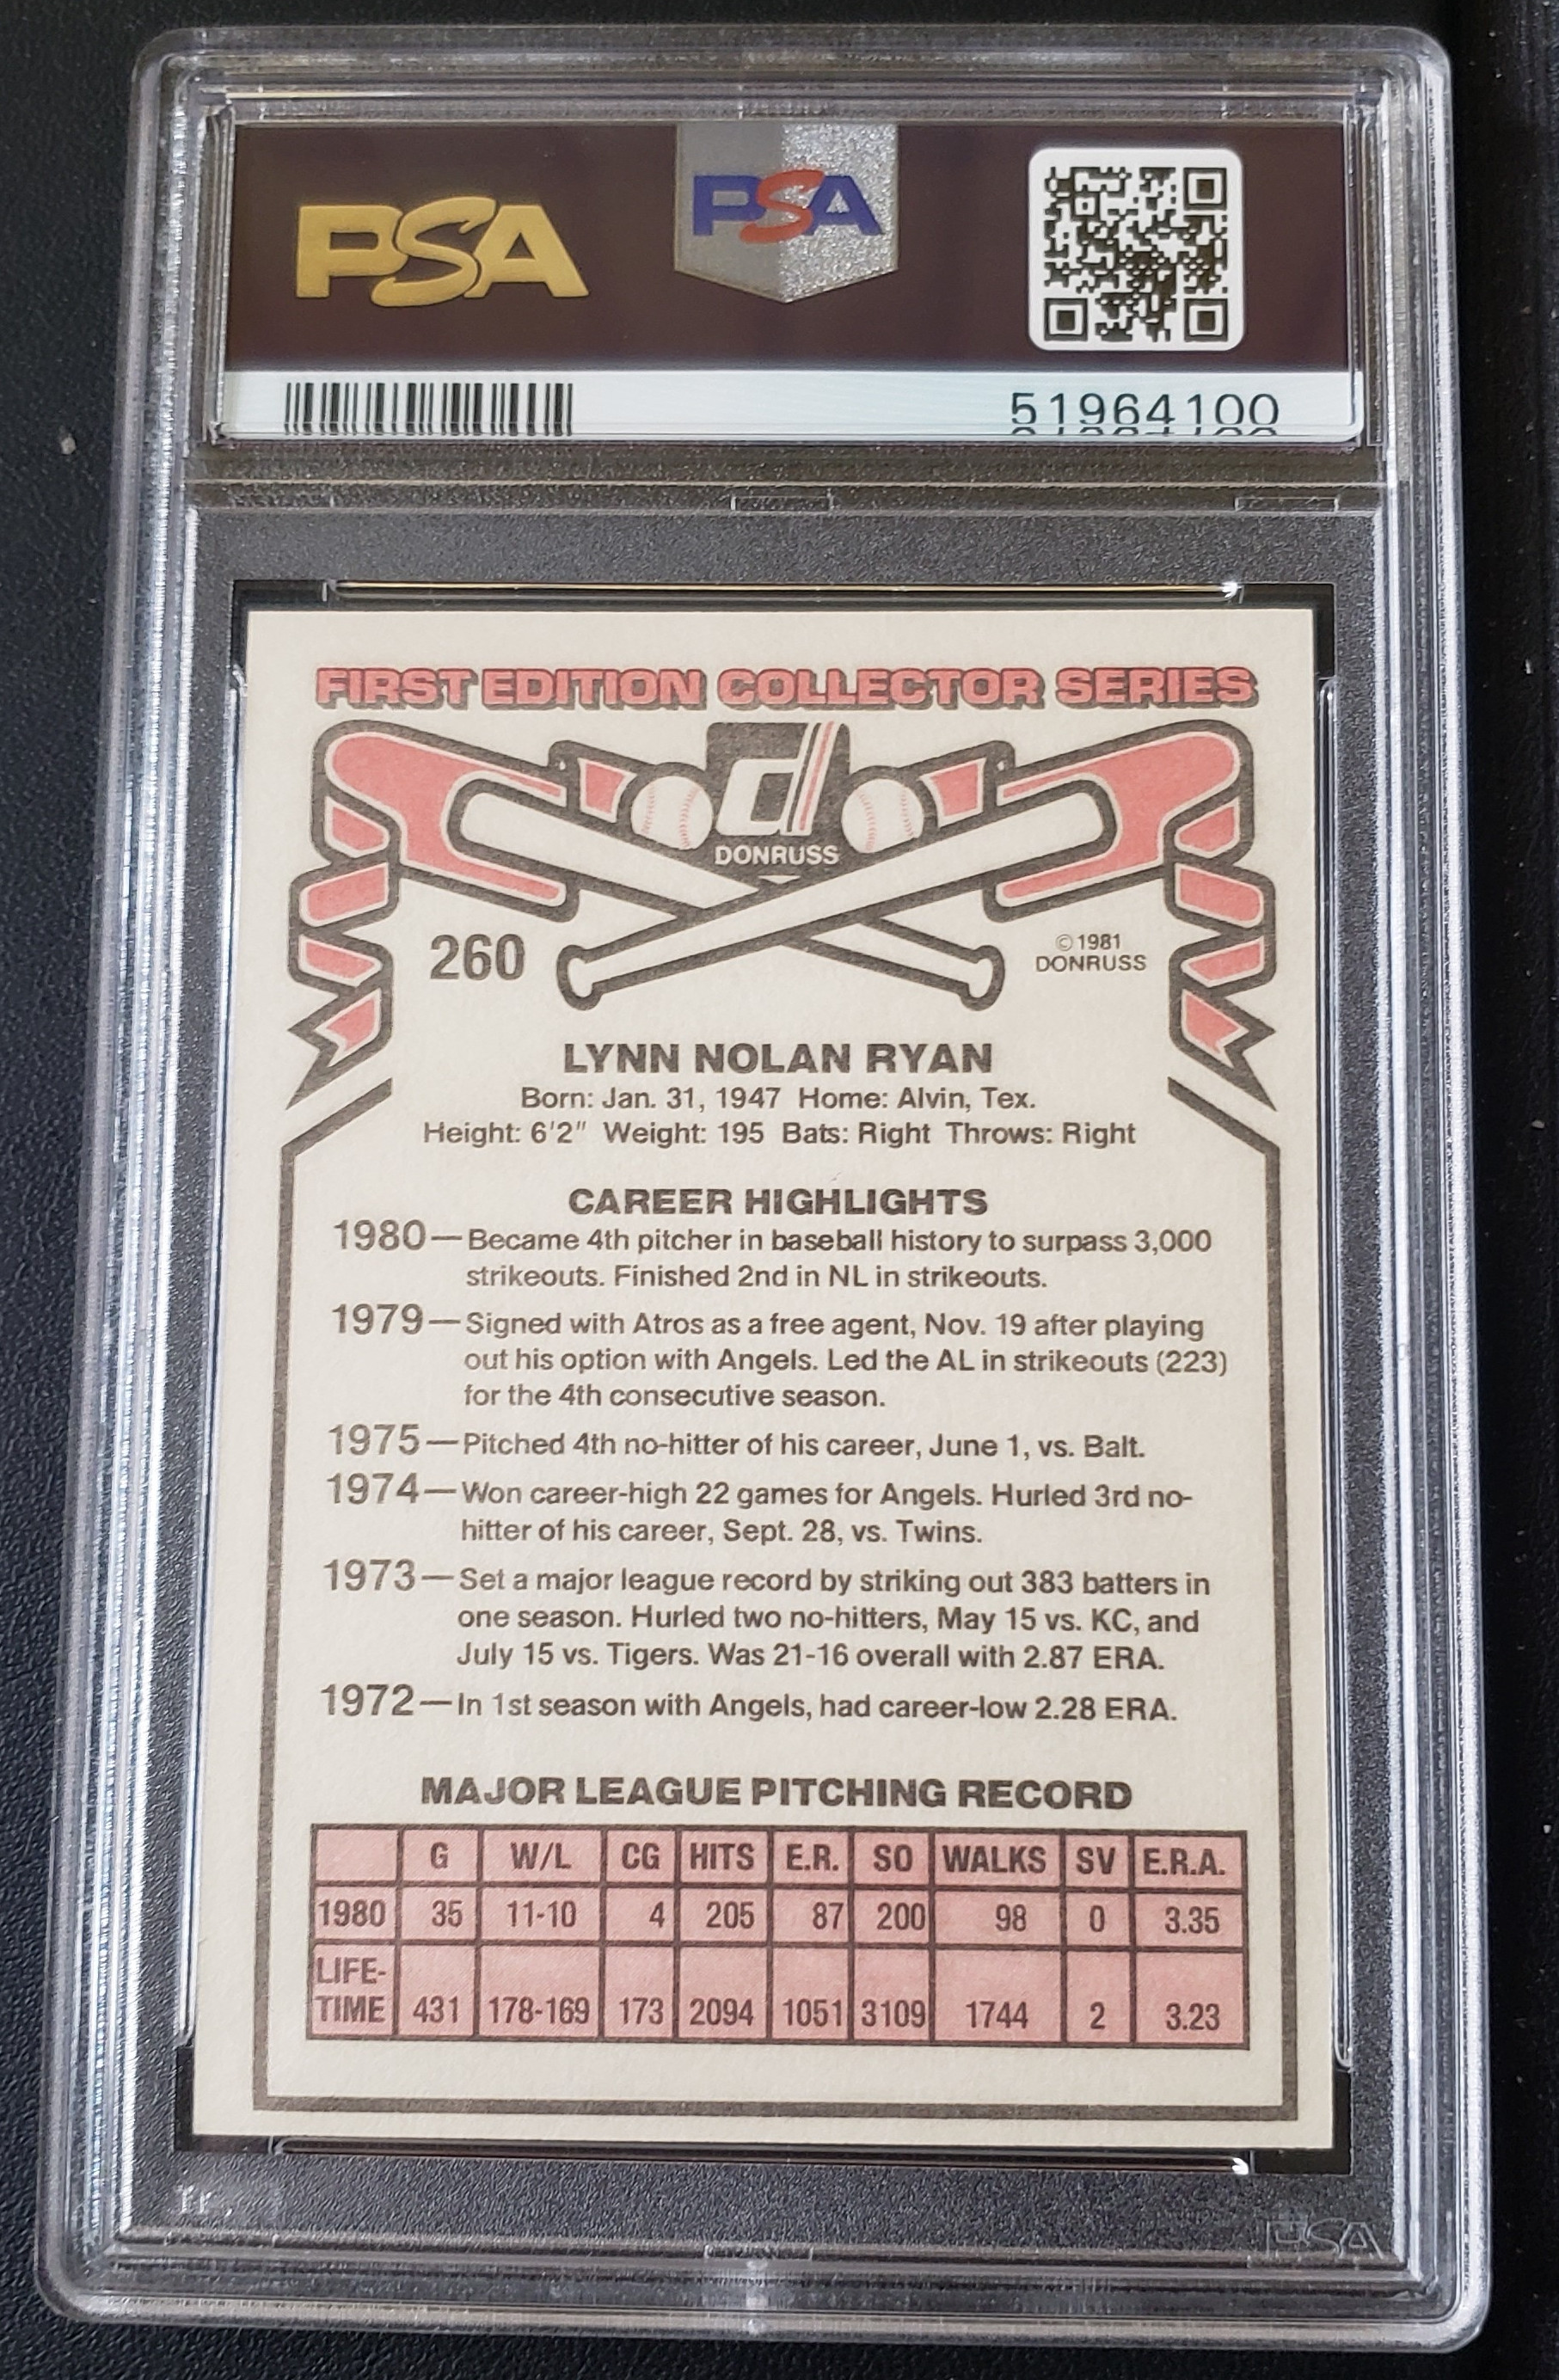 PSA
PSA
51964100
FIRST EDITION COLLECTOR SERIES
d
DONRUSS
260
© 1981
DONRUSS
LYNN NOLAN RYAN
Born: Jan. 31, 1947 Home: Alvin, Tex.
Height: 6'2" Weight: 195 Bats: Right Throws: Right
CAREER HIGHLIGHTS
1980—Became 4th pitcher in baseball history to surpass 3,000
strikeouts. Finished 2nd in NL in strikeouts.
1979—Signed with Atros as a free agent, Nov. 19 after playing
out his option with Angels. Led the AL in strikeouts (223)
for the 4th consecutive season.
1975—Pitched 4th no-hitter of his career, June 1, vs. Balt.
1974—Won career-high 22 games for Angels. Hurled 3rd no-
hitter of his career, Sept. 28, vs. Twins.
1973—Set a major league record by striking out 383 batters in
one season. Hurled two no-hitters, May 15 vs. KC, and
July 15 vs. Tigers. Was 21-16 overall with 2.87 ERA.
1972—In 1st season with Angels, had career-low 2.28 ERA.
MAJOR LEAGUE PITCHING RECORD
G W/L CG HITS E.R. SO WALKS SV E.R.A.
1980 35 11-10 4 205 87 200 98 0 3.35
LIFE-
TIME 431 178-169 173 2094 1051 3109 1744 2 3.23
PSA